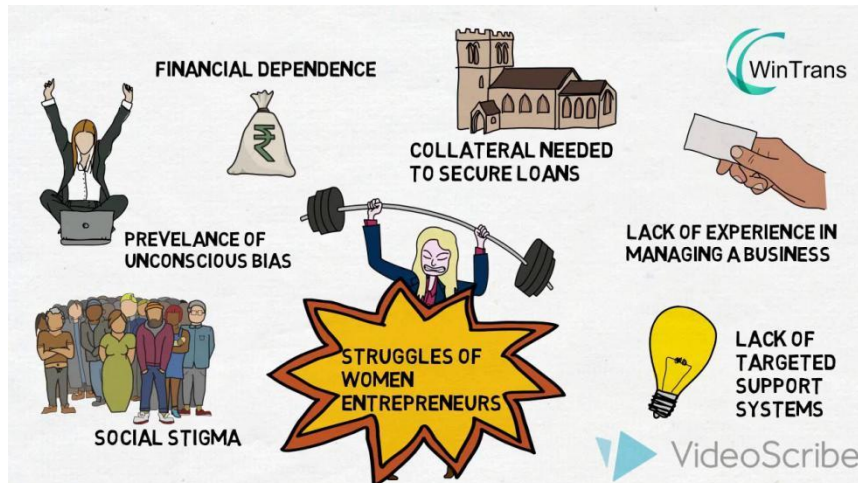 FINANCIAL DEPENDENCE
WinTrans
COLLATERAL NEEDED
TO SECURE LOANS
PREVELANCE OF
UNCONSCIOUS BIAS
LACK OF EXPERIENCE IN
MANAGING A BUSINESS
STRUGGLES OF
WOMEN
ENTREPRENEURS
LACK OF
TARGETED
SUPPORT
SYSTEMS
SOCIAL STIGMA
VideoScribe
₹